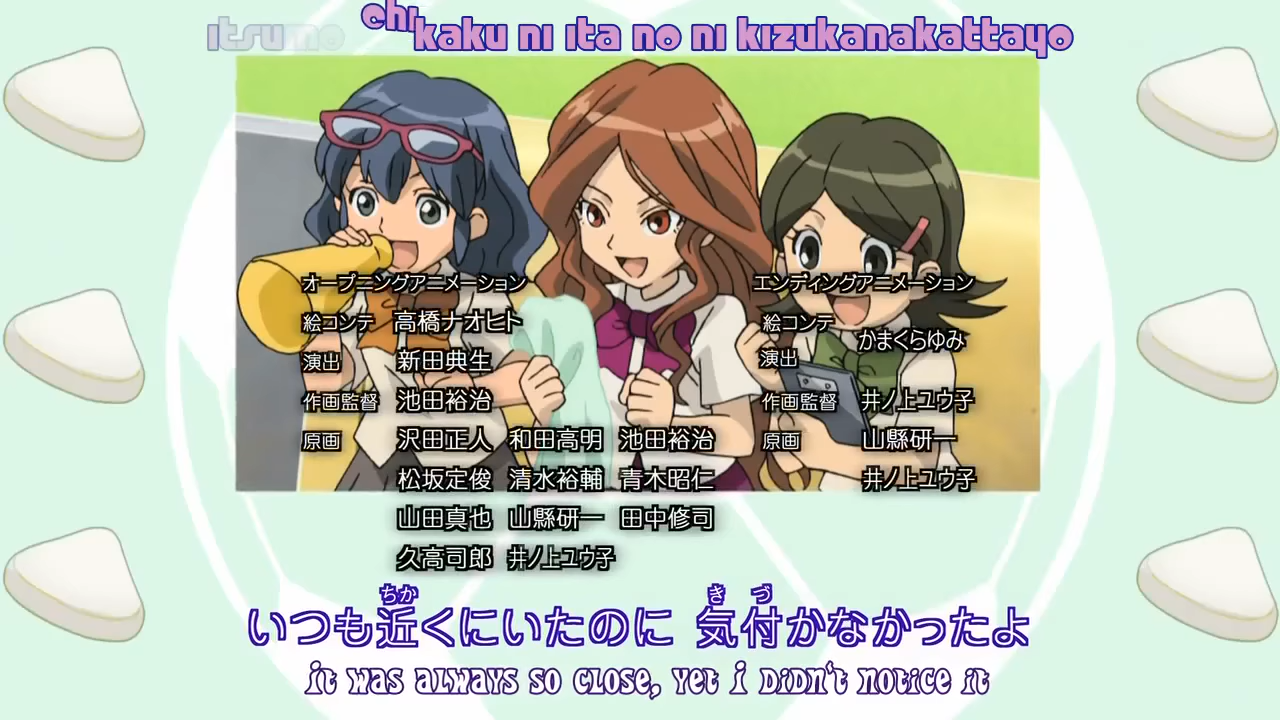 itsumo chikaku ni ita no ni kizukanakattayo
オープニングアニメーション
絵コンテ 高橋ナオヒト
演出 新田典生
作画監督 池田裕治
原画 沢田正人 和田高明 池田裕治
松坂定俊 清水裕輔 青木昭仁
山田真也 山縣研一 田中修司
久高司郎 井ノ上ユウ子
エンディングアニメーション
絵コンテ
演出 かまくらゆみ
作画監督 井ノ上ユウ子
原画 山縣研一
井ノ上ユウ子
ちか き づ
いつも近くにいたのに 気付かなかったよ
it was always so close, yet i didn't notice it